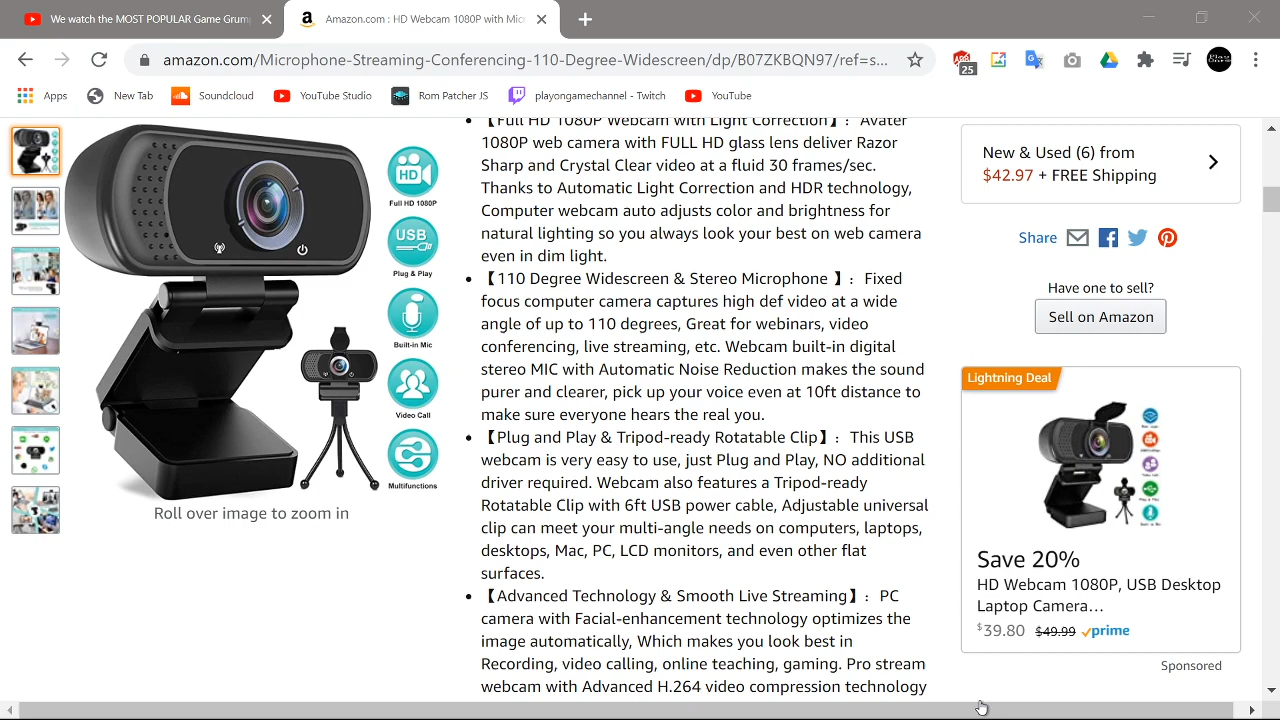 We watch the MOST POPULAR Game Grump
Amazon.com : HD Webcam 1080P with Mic
amazon.com/Microphone-Streaming-Conferencing-110-Degree-Widescreen/dp/B07ZKBQN97/ref=s...
25
Apps
New Tab
Soundcloud
YouTube Studio
Rom Patcher JS
playongamechannel - Twitch
YouTube
HD
Full HD 1080P
USB
Plug & Play
Built-in Mic
Video Call
Multifunctions
Roll over image to zoom in
【Full HD 1080P Webcam with Light Correction】: Avater
1080P web camera with FULL HD glass lens deliver Razor
Sharp and Crystal Clear video at a fluid 30 frames/sec.
Thanks to Automatic Light Correction and HDR technology,
Computer webcam auto adjusts color and brightness for
natural lighting so you always look your best on web camera
even in dim light.
【110 Degree Widescreen & Stereo Microphone 】: Fixed
focus computer camera captures high def video at a wide
angle of up to 110 degrees, Great for webinars, video
conferencing, live streaming, etc. Webcam built-in digital
stereo MIC with Automatic Noise Reduction makes the sound
purer and clearer, pick up your voice even at 10ft distance to
make sure everyone hears the real you.
【Plug and Play & Tripod-ready Rotatable Clip】: This USB
webcam is very easy to use, just Plug and Play, NO additional
driver required. Webcam also features a Tripod-ready
Rotatable Clip with 6ft USB power cable, Adjustable universal
clip can meet your multi-angle needs on computers, laptops,
desktops, Mac, PC, LCD monitors, and even other flat
surfaces.
【Advanced Technology & Smooth Live Streaming】: PC
camera with Facial-enhancement technology optimizes the
image automatically, Which makes you look best in
Recording, video calling, online teaching, gaming. Pro stream
webcam with Advanced H.264 video compression technology
New & Used (6) from
$42.97 + FREE Shipping
Share
Have one to sell?
Sell on Amazon
Lightning Deal
Save 20%
HD Webcam 1080P, USB Desktop
Laptop Camera...
$39.80 $49.99 prime
Sponsored